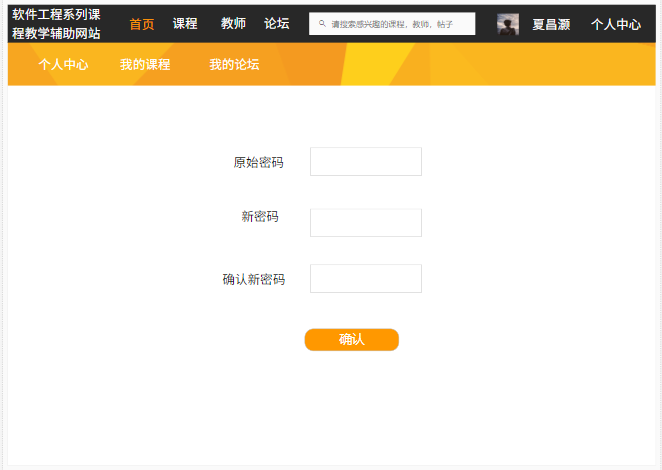 软件工程系列课
程教学辅助网站
首页 课程 教师 论坛 请搜索感兴趣的课程，教师，帖子 夏昌灏 个人中心
个人中心 我的课程 我的论坛
原始密码
新密码
确认新密码
确认